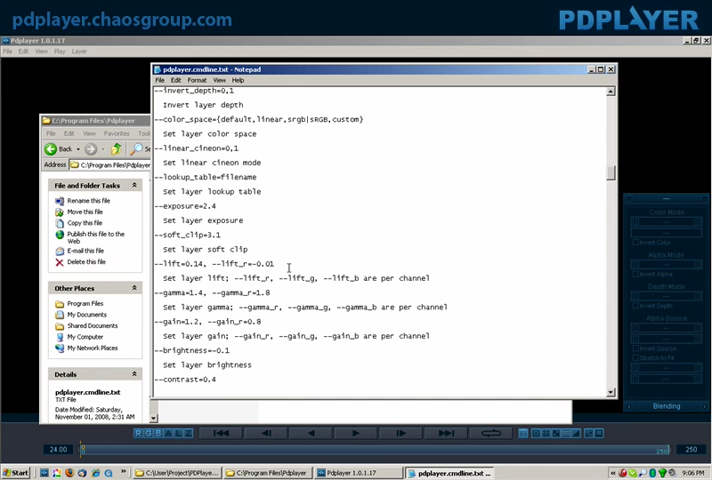 pdplayer.chaosgroup.com
PDPLAYER
Pdplayer 1.0.1.17
File Edit View Play Layer
pdplayer.cmdline.txt - Notepad
File Edit Format View Help
--invert_depth=0,1
Invert layer depth
--color_space={default,linear,srgb|sRGB,custom}
Set layer color space
--linear_cineon=0,1
Set linear cineon mode
--lookup_table=filename
Set layer lookup table
--exposure=2.4
Set layer exposure
--soft_clip=3.1
Set layer soft clip
--lift=0.14, --lift_r=-0.01
Set layer lift; --lift_r, --lift_g, --lift_b are per channel
--gamma=1.4, --gamma_r=1.8
Set layer gamma; --gamma_r, --gamma_g, --gamma_b are per channel
--gain=1.2, --gain_r=0.8
Set layer gain; --gain_r, --gain_g, --gain_b are per channel
--brightness=-0.1
Set layer brightness
--contrast=0.4
C:\Program Files\Pdplayer
File Edit View Favorites
Back
Address C:\Program Files\Pdplayer
File and Folder Tasks
Rename this file
Move this file
Copy this file
Publish this file to the
Web
E-mail this file
Delete this file
Other Places
Program Files
My Documents
Shared Documents
My Computer
My Network Places
Details
pdplayer.cmdline.txt
TXT File
Date Modified: Saturday,
November 01, 2008, 2:31 AM
Color Mode
Invert Color
Alpha Mode
Invert Alpha
Depth Mode
Invert Depth
Alpha Source
Invert Source
Stretch to Fit
Blending
R G B A L Z
24.00
0
250
250
Start
C:\User\Project\PDPlaye...
C:\Program Files\Pdplayer
Pdplayer 1.0.1.17
pdplayer.cmdline.txt ...
9:06 PM